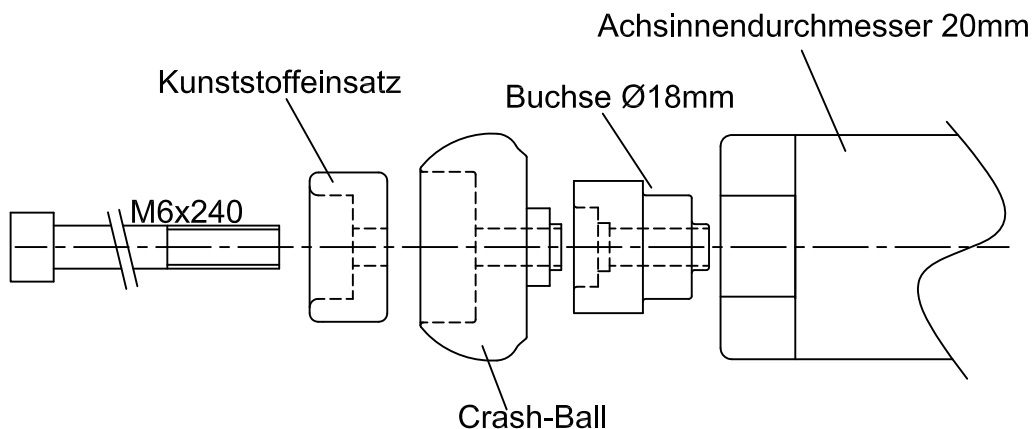 Achsinnendurchmesser 20mm
Kunststoffeinsatz
Buchse Ø18mm
M6x240
Crash-Ball